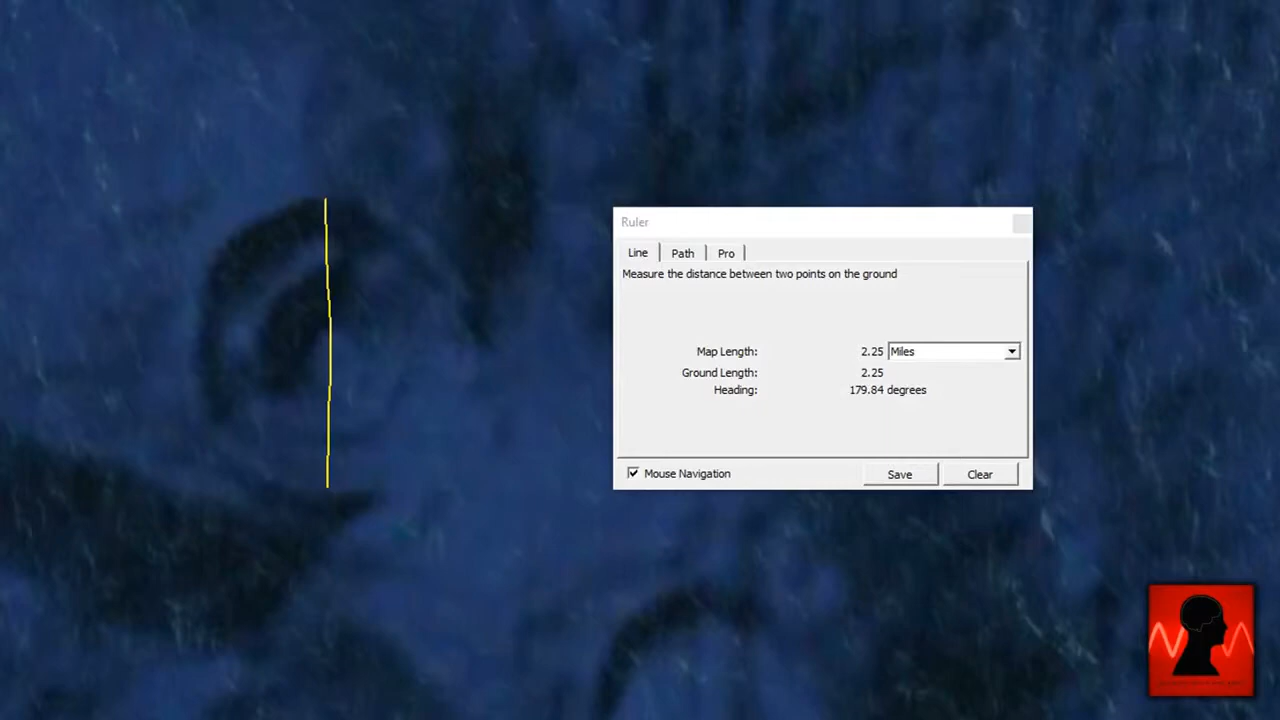 Ruler
Line Path Pro
Measure the distance between two points on the ground
Map Length: 2.25 Miles
Ground Length: 2.25
Heading: 179.84 degrees
Mouse Navigation Save Clear